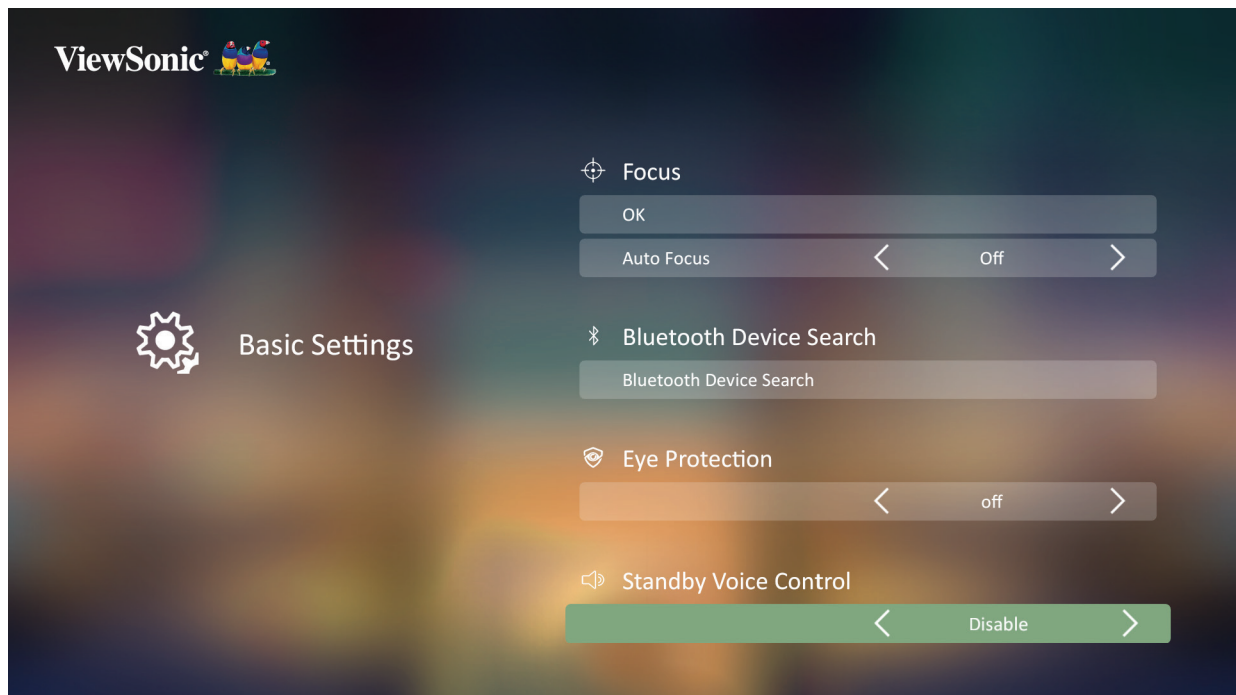 ViewSonic®
Focus
OK
Auto Focus Off
Basic Settings
Bluetooth Device Search
Bluetooth Device Search
Eye Protection
off
Standby Voice Control
Disable